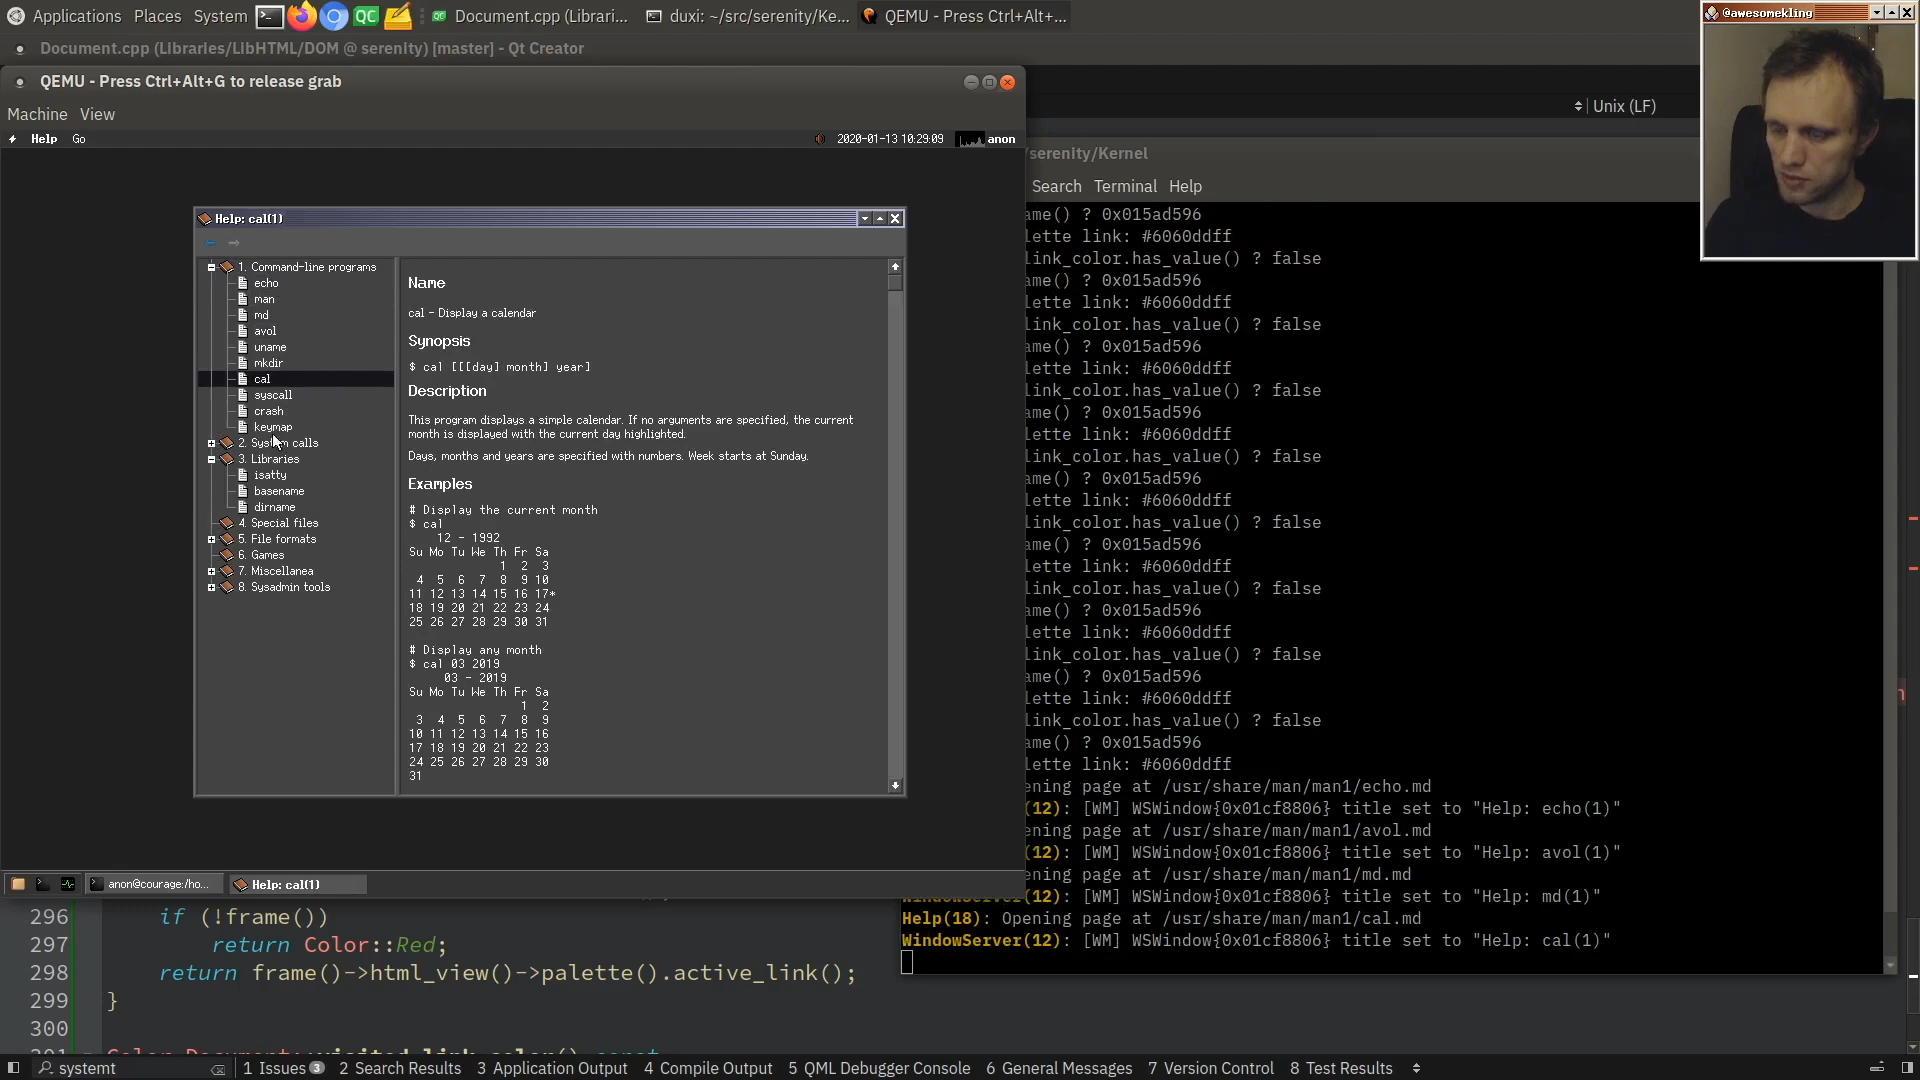 Applications Places System QC QC Document.cpp (Librari... duxi: ~/src/serenity/Ke... QEMU - Press Ctrl+Alt+...
@awesomekling
Document.cpp (Libraries/LibHTML/DOM @ serenity) [master] - Qt Creator
QEMU - Press Ctrl+Alt+G to release grab
Machine View
Unix (LF)
Help Go 2020-01-13 10:29:09 anon
serenity/Kernel
Search Terminal Help
Help: cal(1)
1. Command-line programs
echo
man
md
avol
uname
mkdir
cal
syscall
crash
keymap
2. System calls
3. Libraries
isatty
basename
dirname
4. Special files
5. File formats
6. Games
7. Miscellanea
8. Sysadmin tools
Name
cal - Display a calendar
Synopsis
$ cal [[[day] month] year]
Description
This program displays a simple calendar. If no arguments are specified, the current
month is displayed with the current day highlighted.
Days, months and years are specified with numbers. Week starts at Sunday.
Examples
# Display the current month
$ cal
12 - 1992
Su Mo Tu We Th Fr Sa
1 2 3
4 5 6 7 8 9 10
11 12 13 14 15 16 17*
18 19 20 21 22 23 24
25 26 27 28 29 30 31
# Display any month
$ cal 03 2019
03 - 2019
Su Mo Tu We Th Fr Sa
1 2
3 4 5 6 7 8 9
10 11 12 13 14 15 16
17 18 19 20 21 22 23
24 25 26 27 28 29 30
31
ame() ? 0x015ad596
lette link: #6060ddff
link_color.has_value() ? false
ame() ? 0x015ad596
lette link: #6060ddff
link_color.has_value() ? false
ame() ? 0x015ad596
lette link: #6060ddff
link_color.has_value() ? false
ame() ? 0x015ad596
lette link: #6060ddff
link_color.has_value() ? false
ame() ? 0x015ad596
lette link: #6060ddff
link_color.has_value() ? false
ame() ? 0x015ad596
lette link: #6060ddff
link_color.has_value() ? false
ame() ? 0x015ad596
lette link: #6060ddff
link_color.has_value() ? false
ame() ? 0x015ad596
lette link: #6060ddff
link_color.has_value() ? false
ame() ? 0x015ad596
lette link: #6060ddff
ening page at /usr/share/man/man1/echo.md
(12): [WM] WSWindow{0x01cf8806} title set to "Help: echo(1)"
ening page at /usr/share/man/man1/avol.md
(12): [WM] WSWindow{0x01cf8806} title set to "Help: avol(1)"
ening page at /usr/share/man/man1/md.md
WindowServer(12): [WM] WSWindow{0x01cf8806} title set to "Help: md(1)"
Help(18): Opening page at /usr/share/man/man1/cal.md
WindowServer(12): [WM] WSWindow{0x01cf8806} title set to "Help: cal(1)"
anon@courage:/ho... Help: cal(1)
296 if (!frame())
297 return Color::Red;
298 return frame()->html_view()->palette().active_link();
299 }
300
301 Color Document::visited_link_color() const
systemt 1 Issues 3 2 Search Results 3 Application Output 4 Compile Output 5 QML Debugger Console 6 General Messages 7 Version Control 8 Test Results